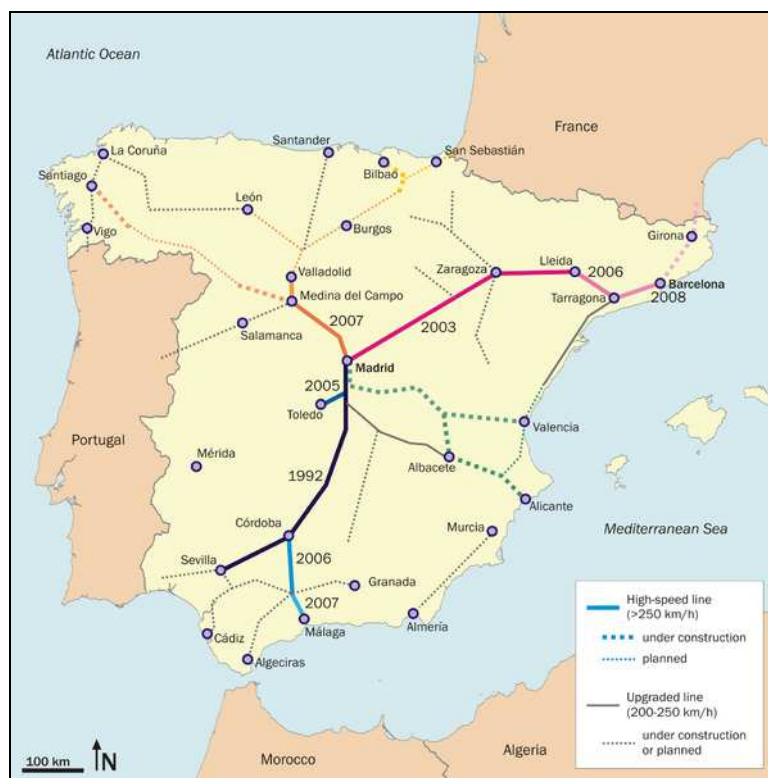 Atlantic Ocean
France
La Coruña
Santander
San Sebastián
Bilbao
Santiago
León
Vigo
Burgos
Girona
Valladolid
Zaragoza
Lleida
2006
Barcelona
Medina del Campo
Tarragona
2008
2007
2003
Salamanca
Madrid
2005
Toledo
Portugal
Valencia
Mérida
Albacete
1992
Alicante
Córdoba
Murcia
Mediterranean Sea
Sevilla
2006
Granada
2007
Almería
Cádiz
Málaga
Algeciras
High-speed line
(>250 km/h)
under construction
planned
Upgraded line
(200-250 km/h)
under construction
or planned
100 km
N
Morocco
Algeria